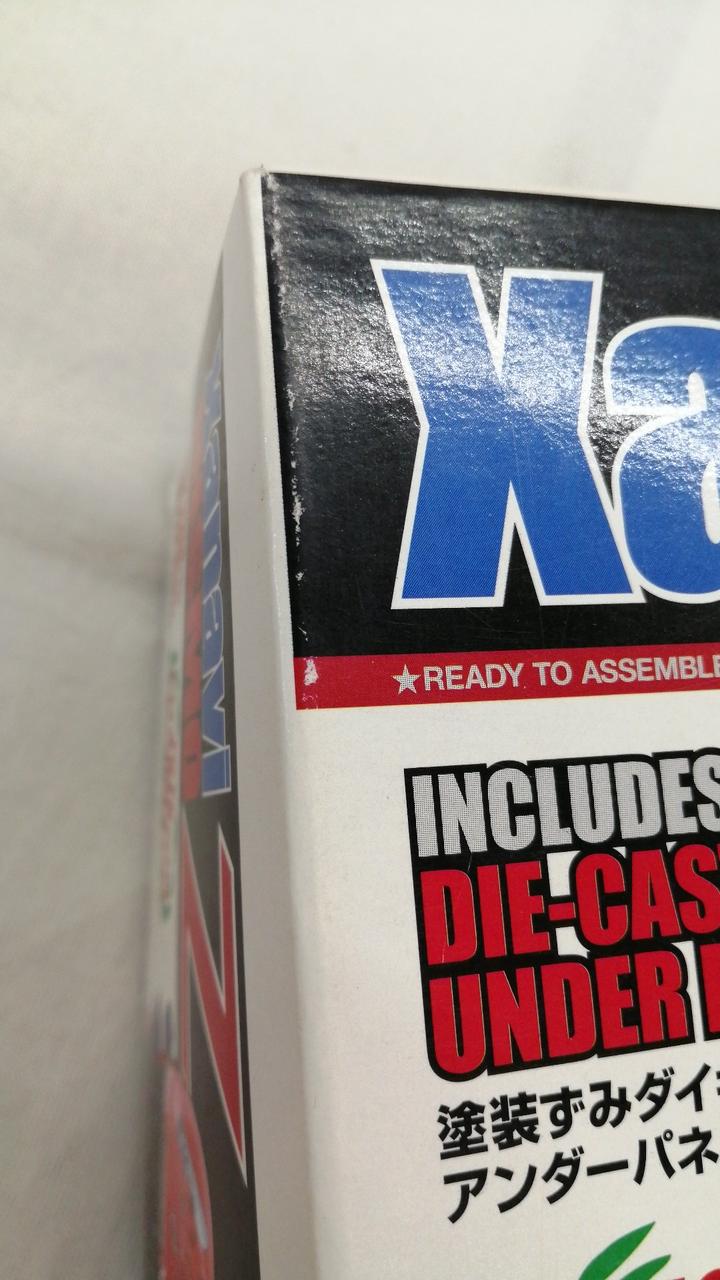 Xa
★READY TO ASSEMBLE
INCLUDES
DIE-CAS
UNDER
塗装ずみダイ
アンダーパネ
Xanavi
Z